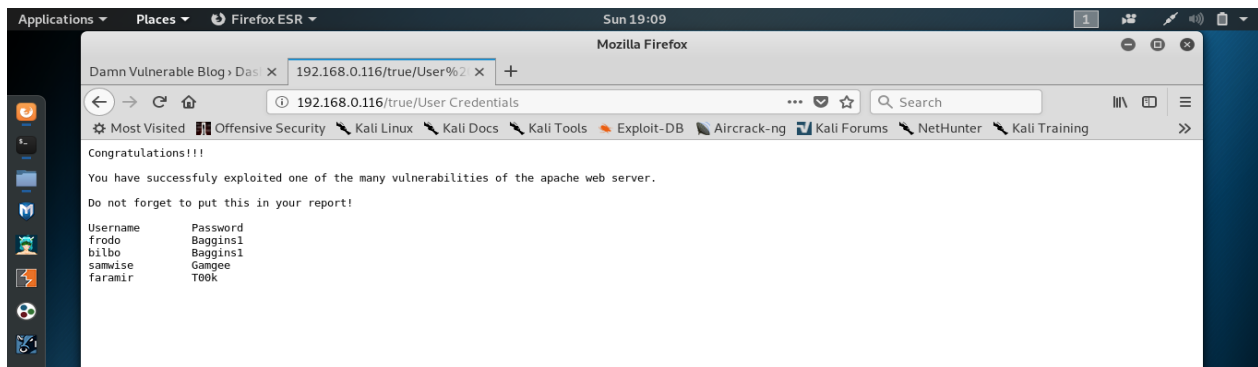 Applications Places Firefox ESR Sun 19:09 1
Mozilla Firefox
Damn Vulnerable Blog › Das 192.168.0.116/true/User%2
192.168.0.116/true/User Credentials Search
Most Visited Offensive Security Kali Linux Kali Docs Kali Tools Exploit-DB Aircrack-ng Kali Forums NetHunter Kali Training
Congratulations!!!
You have successfuly exploited one of the many vulnerabilities of the apache web server.
Do not forget to put this in your report!
Username Password
frodo Baggins1
bilbo Baggins1
samwise Gamgee
faramir T00k